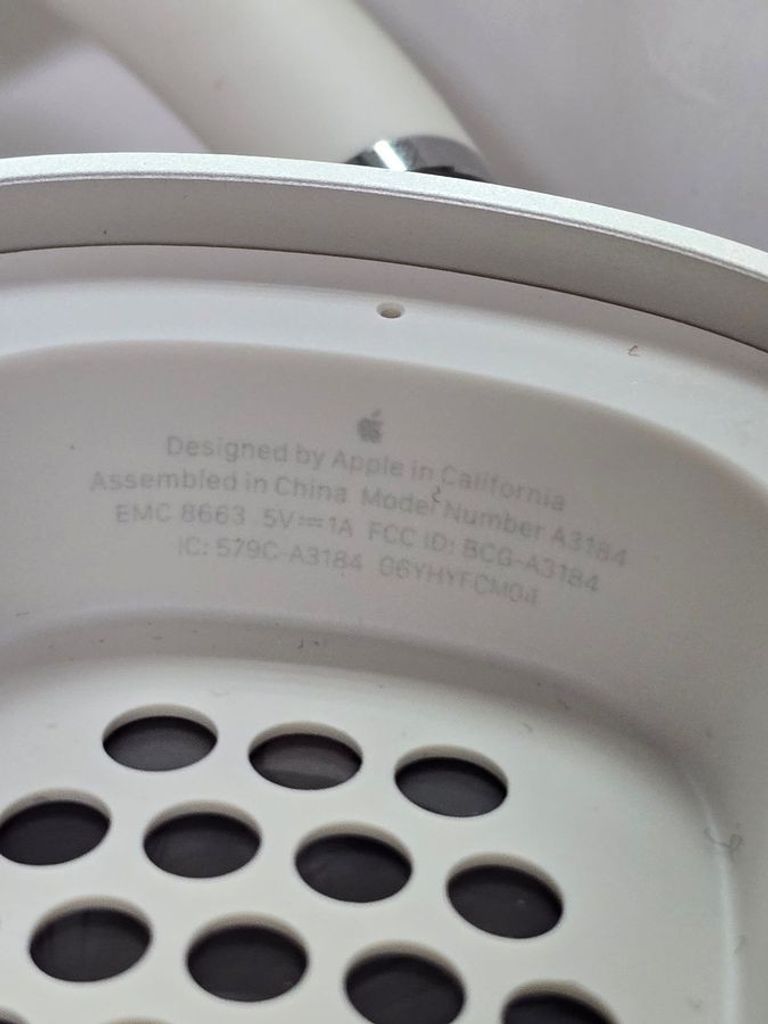 Designed by Apple in California
Assembled in China Model Number A3184
EMC 8663 5V⎓1A FCC ID: BCG-A3184
IC: 579C-A3184 06YHYFCM04